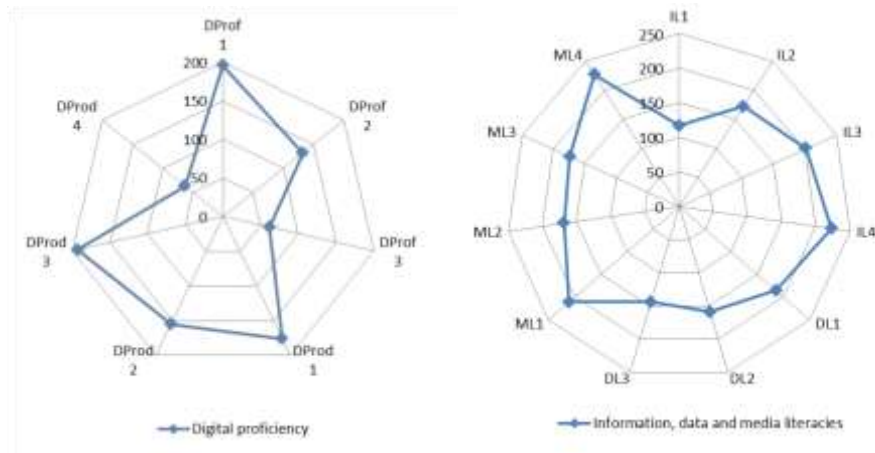 DProf
1
200
150
100
50
0
DProf
2
DProf
3
DProd
1
DProd
2
DProd
3
DProd
4
Digital proficiency
IL1
250
200
150
100
50
0
IL2
IL3
IL4
DL1
DL2
DL3
ML1
ML2
ML3
ML4
Information, data and media literacies